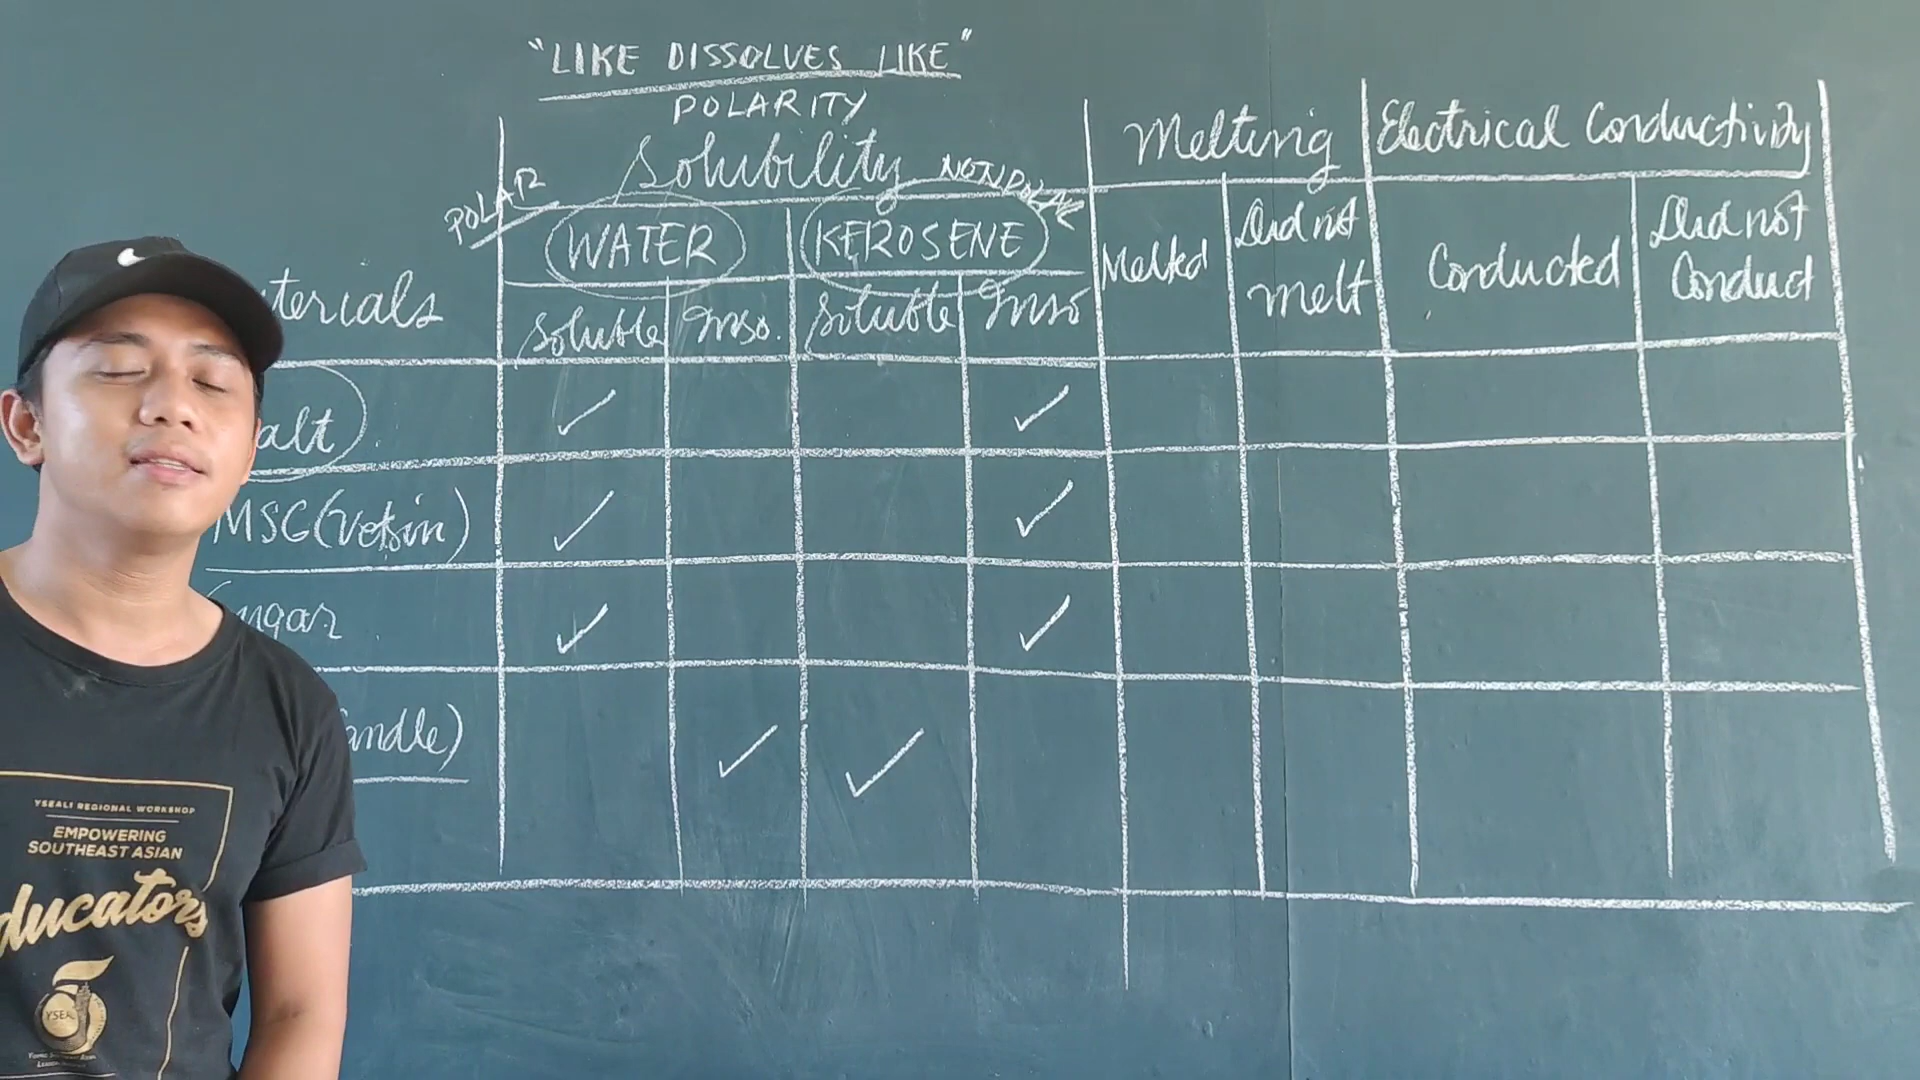 "LIKE DISSOLVES LIKE"
POLARITY
Solubility
Melting
Electrical Conductivity
POLAR
NONPOLAR
WATER
KEROSENE
Melted
Did not
melt
Conducted
Did not
Conduct
terials
Soluble
Inso.
Soluble
Inso
alt
✓
✓
MSG (Vetsin)
✓
✓
ugar
✓
✓
andle)
✓
✓
YSEALI REGIONAL WORKSHOP
EMPOWERING
SOUTHEAST ASIAN
ducators
YSEAL